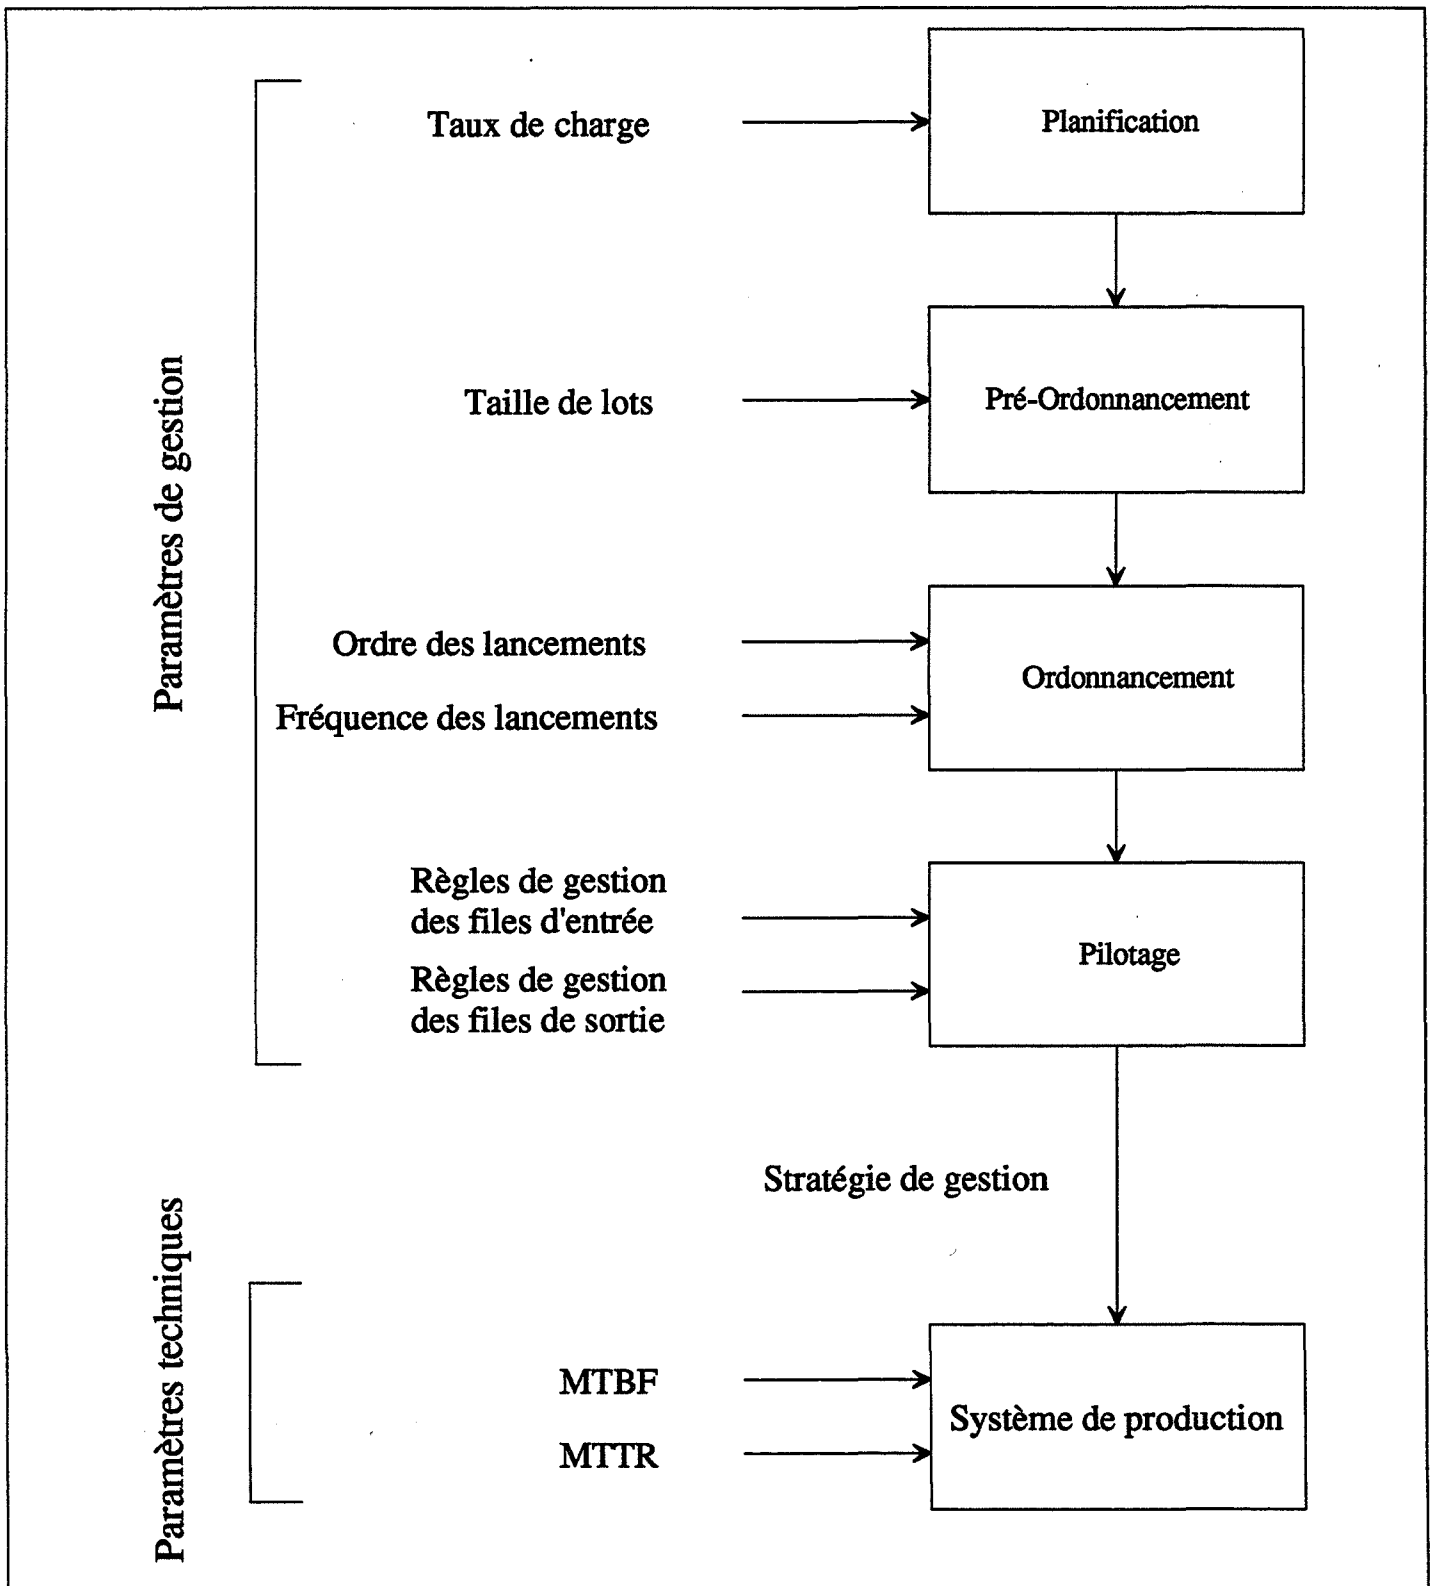 Taux de charge
Planification
Taille de lots
Pré-Ordonnancement
Paramètres de gestion
Ordre des lancements
Ordonnancement
Fréquence des lancements
Règles de gestion
des files d'entrée
Pilotage
Règles de gestion
des files de sortie
Stratégie de gestion
Paramètres techniques
MTBF
Système de production
MTTR